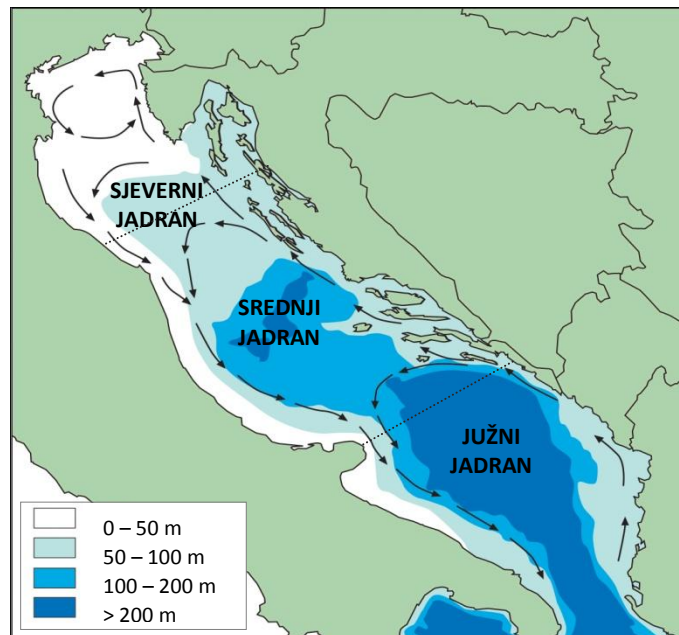 SJEVERNI
JADRAN
SREDNJI
JADRAN
JUŽNI
JADRAN
0 – 50 m
50 – 100 m
100 – 200 m
> 200 m